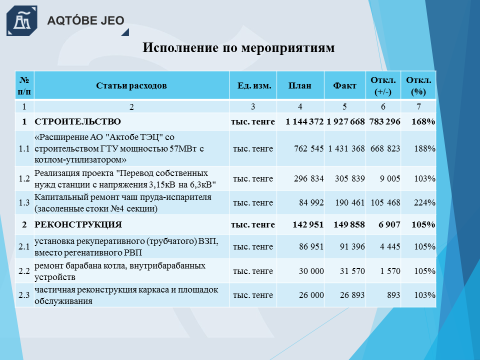 AQTÓBE JEO
Исполнение по мероприятиям
№ п/п Статьи расходов Ед. изм. План Факт Откл. (+/-) Откл. (%)
1 2 3 4 5 6 7
1 СТРОИТЕЛЬСТВО тыс. тенге 1 144 372 1 927 668 783 296 168%
1.1 «Расширение АО "Актобе ТЭЦ" со
строительством ГТУ мощностью 57МВт с
котлом-утилизатором» тыс. тенге 762 545 1 431 368 668 823 188%
1.2 Реализация проекта "Перевод собственных
нужд станции с напряжения 3,15кВ на 6,3кВ" тыс. тенге 296 834 305 839 9 005 103%
1.3 Капитальный ремонт чаш пруда-испарителя
(засоленные стоки №4 секции) тыс. тенге 84 992 190 461 105 468 224%
2 РЕКОНСТРУКЦИЯ тыс. тенге 142 951 149 858 6 907 105%
2.1 установка рекуперативного (трубчатого) ВЗП,
вместо регенативного РВП тыс. тенге 86 951 91 396 4 445 105%
2.2 ремонт барабана котла, внутрибарабанных
устройств тыс. тенге 30 000 31 570 1 570 105%
2.3 частичная реконструкция каркаса и площадок
обслуживания тыс. тенге 26 000 26 893 893 103%